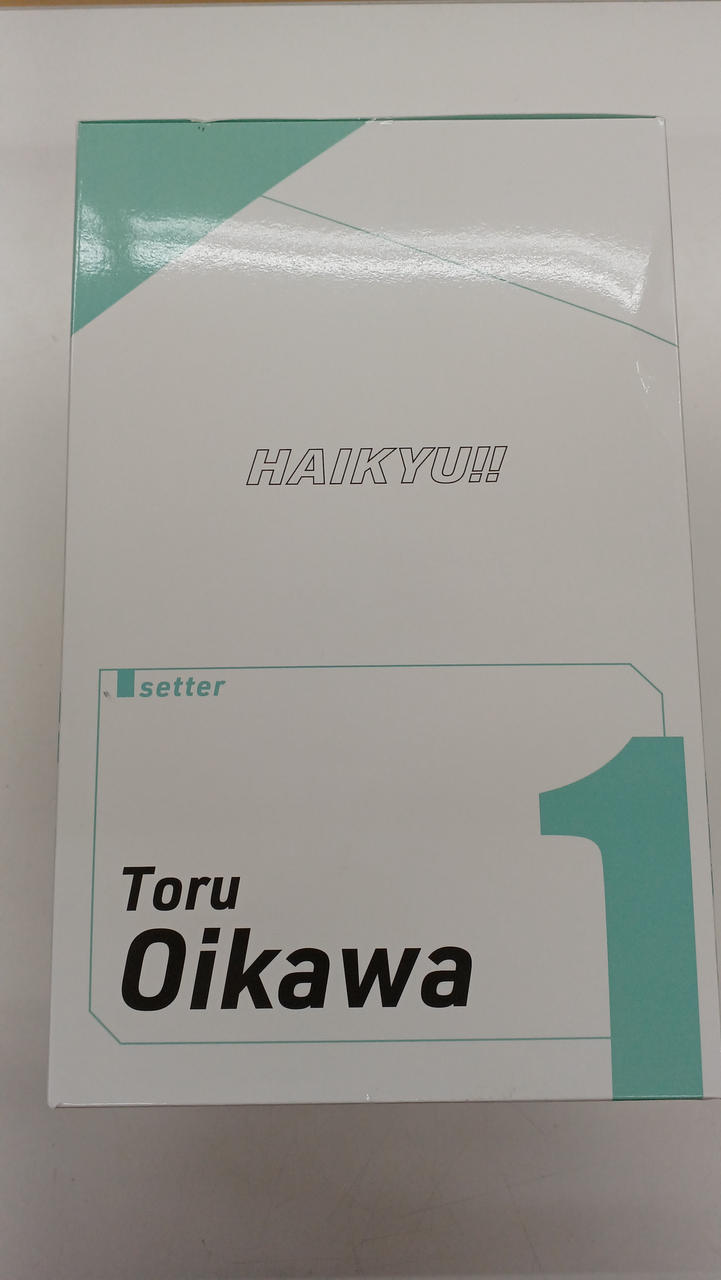 HAIKYU!!
setter
Toru
Oikawa
1